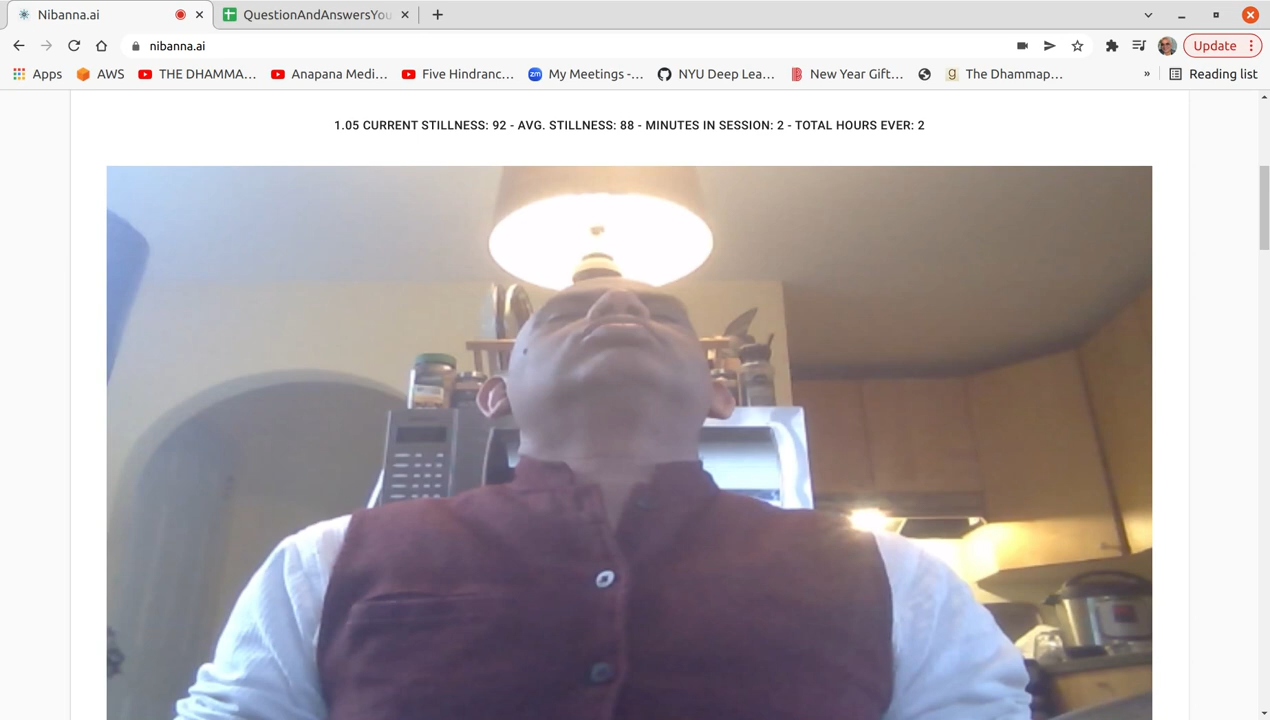 Nibanna.ai
QuestionAndAnswersYou
nibanna.ai
Update
Apps
AWS
THE DHAMMA…
Anapana Medi…
Five Hindranc…
My Meetings -…
NYU Deep Lea…
New Year Gift…
The Dhammap…
»
Reading list
1.05 CURRENT STILLNESS: 92 - AVG. STILLNESS: 88 - MINUTES IN SESSION: 2 - TOTAL HOURS EVER: 2